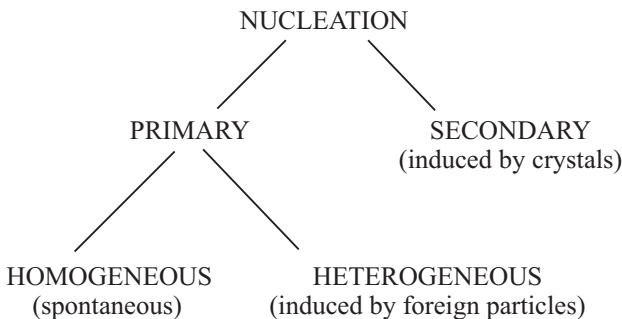 NUCLEATION
PRIMARY
SECONDARY
(induced by crystals)
HOMOGENEOUS
(spontaneous)
HETEROGENEOUS
(induced by foreign particles)